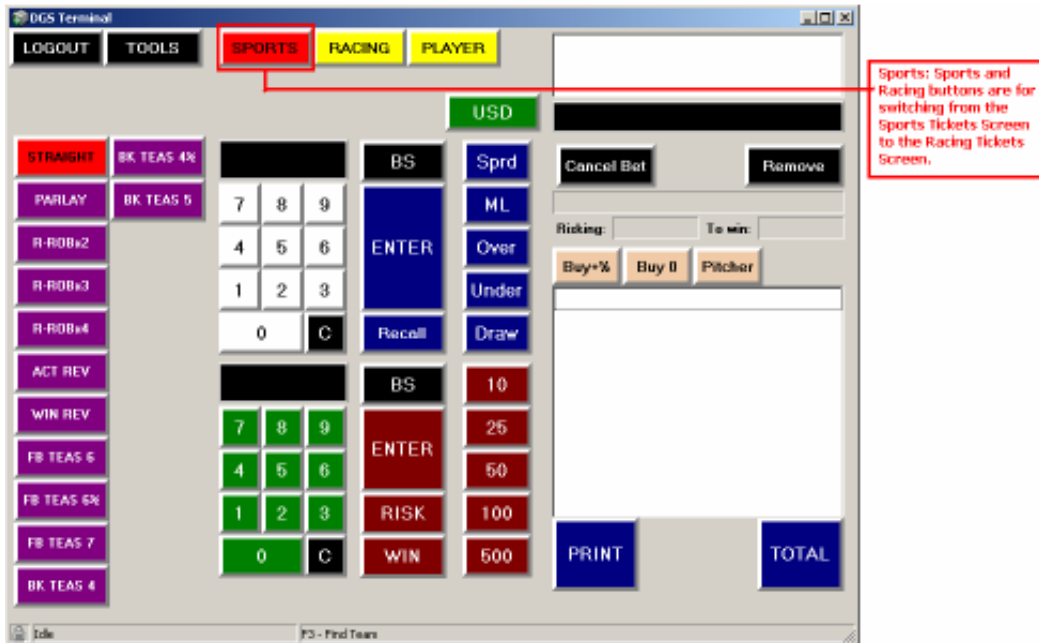 DGS Terminal
LOGOUT TOOLS SPORTS RACING PLAYER
USD
STRAIGHT BK TEAS 4½ BS Sprd Cancel Bet Remove
PARLAY BK TEAS 5 7 8 9 ML
Risking: To win:
R-ROBx2 4 5 6 ENTER Over
Buy+½ Buy 0 Pitcher
R-ROBx3 1 2 3 Under
R-ROBx4 0 C Recall Draw
ACT REV BS 10
WIN REV 7 8 9 25
FB TEAS 6 4 5 6 ENTER 50
FB TEAS 6½ 1 2 3 RISK 100
FB TEAS 7 0 C WIN 500 PRINT TOTAL
BK TEAS 4
Idle F3 - Find Team
Sports: Sports and
Racing buttons are for
switching from the
Sports Tickets Screen
to the Racing Tickets
Screen.